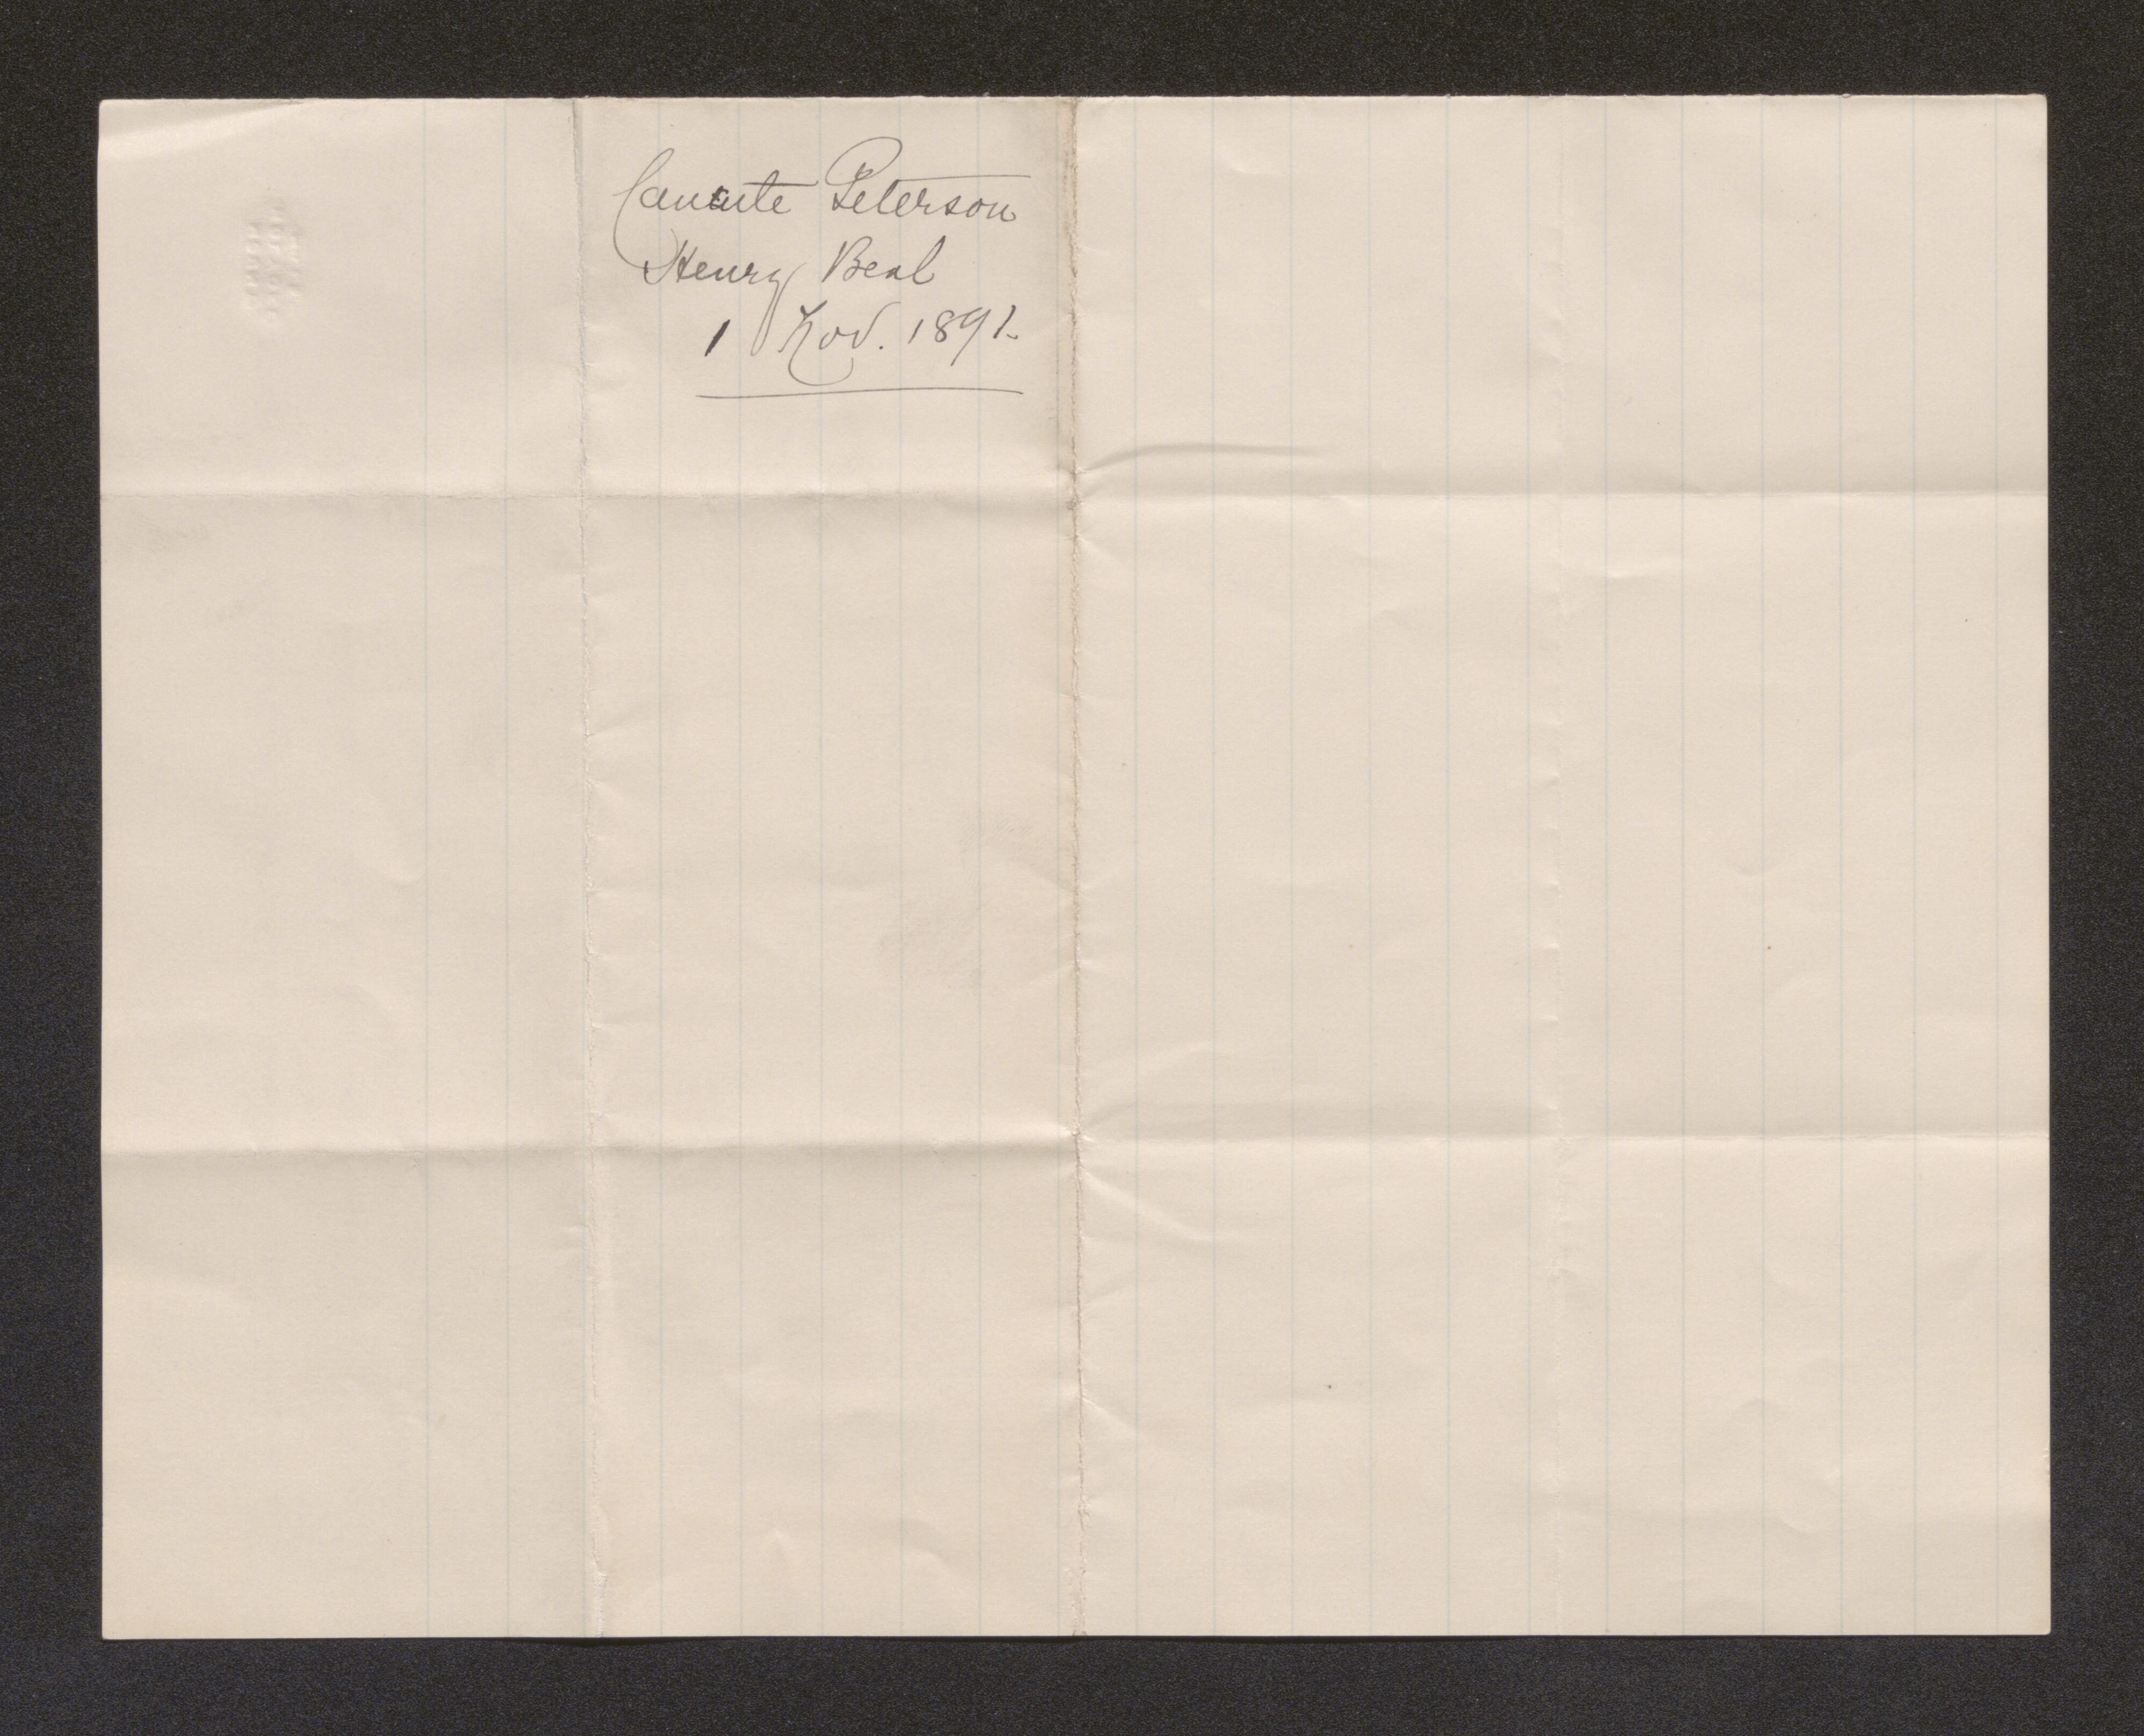 Canute Peterson
Henry Beal
1 Nov. 1891.